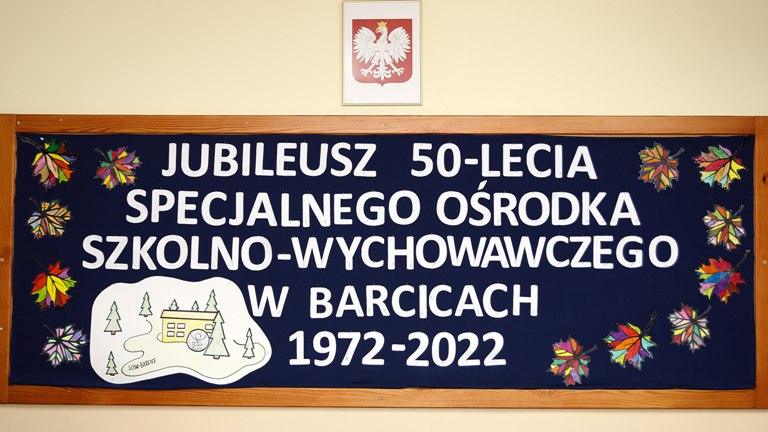 JUBILEUSZ 50-LECIA
SPECJALNEGO OŚRODKA
SZKOLNO-WYCHOWAWCZEGO
W BARCICACH
1972-2022